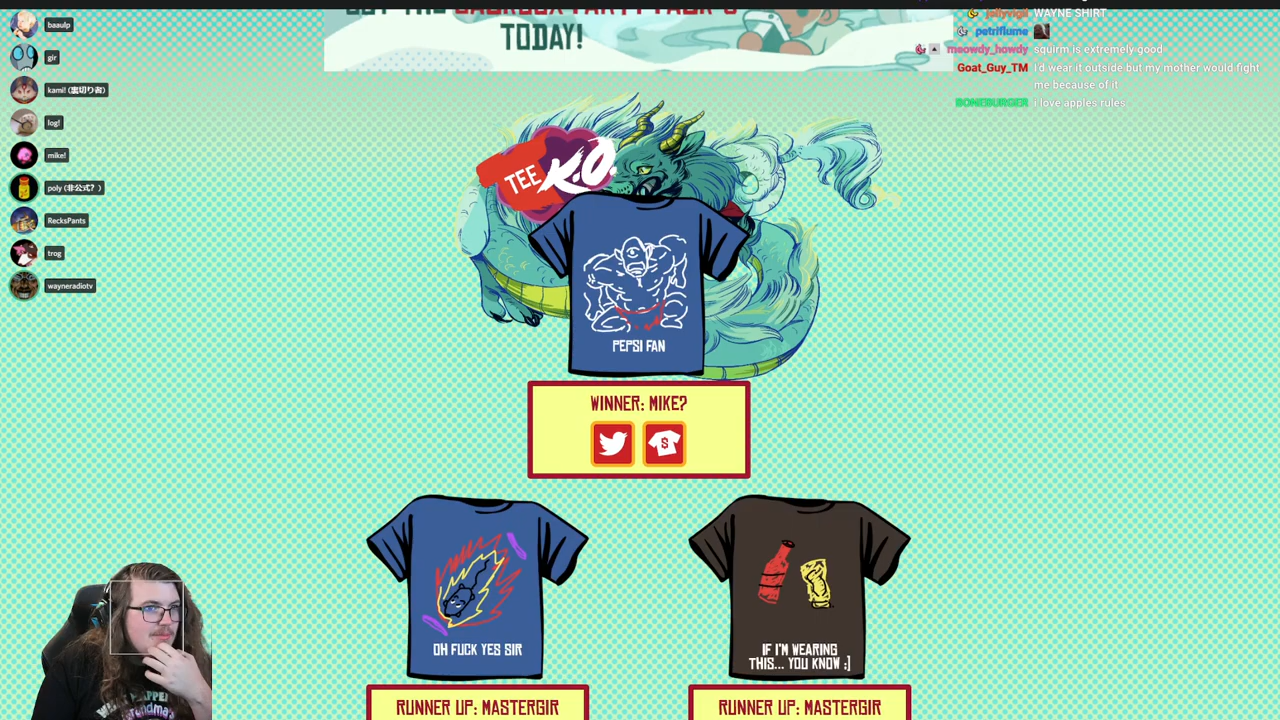 TODAY!
baaulp
gir
kami! (裏切り者)
log!
mike!
poly (非公式？)
RecksPants
trog
wayneradiotv
jellyvigil WAYNE SHIRT
petriflume
meowdy_howdy squirm is extremely good
Goat_Guy_TM I'd wear it outside but my mother would fight
me because of it
BONEBURGER i love apples rules
TEE K.O.
PEPSI FAN
WINNER: MIKE?
OH FUCK YES SIR
IF I'M WEARING
THIS... YOU KNOW ;]
RUNNER UP: MASTERGIR
RUNNER UP: MASTERGIR
Grandma's